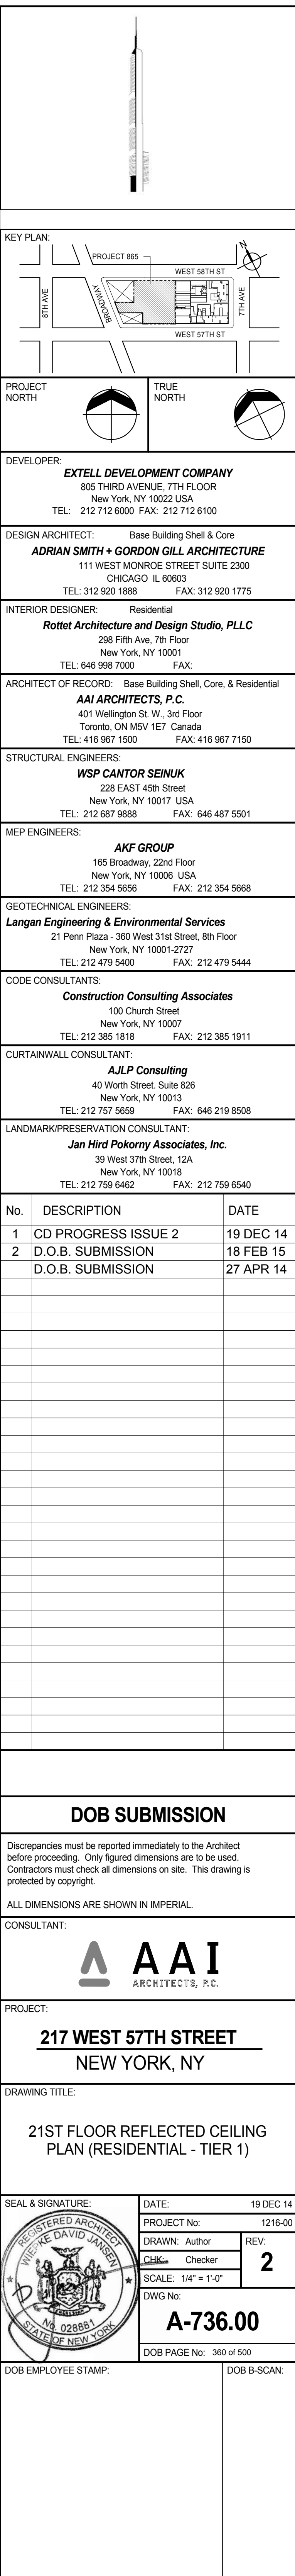 KEY PLAN:
N
PROJECT 865
WEST 58TH ST
8TH AVE
BROADWAY
7TH AVE
WEST 57TH ST
PROJECT
NORTH
TRUE
NORTH
DEVELOPER:
EXTELL DEVELOPMENT COMPANY
805 THIRD AVENUE, 7TH FLOOR
New York, NY 10022 USA
TEL: 212 712 6000 FAX: 212 712 6100
DESIGN ARCHITECT: Base Building Shell & Core
ADRIAN SMITH + GORDON GILL ARCHITECTURE
111 WEST MONROE STREET SUITE 2300
CHICAGO IL 60603
TEL: 312 920 1888 FAX: 312 920 1775
INTERIOR DESIGNER: Residential
Rottet Architecture and Design Studio, PLLC
298 Fifth Ave, 7th Floor
New York, NY 10001
TEL: 646 998 7000 FAX:
ARCHITECT OF RECORD: Base Building Shell, Core, & Residential
AAI ARCHITECTS, P.C.
401 Wellington St. W., 3rd Floor
Toronto, ON M5V 1E7 Canada
TEL: 416 967 1500 FAX: 416 967 7150
STRUCTURAL ENGINEERS:
WSP CANTOR SEINUK
228 EAST 45th Street
New York, NY 10017 USA
TEL: 212 687 9888 FAX: 646 487 5501
MEP ENGINEERS:
AKF GROUP
165 Broadway, 22nd Floor
New York, NY 10006 USA
TEL: 212 354 5656 FAX: 212 354 5668
GEOTECHNICAL ENGINEERS:
Langan Engineering & Environmental Services
21 Penn Plaza - 360 West 31st Street, 8th Floor
New York, NY 10001-2727
TEL: 212 479 5400 FAX: 212 479 5444
CODE CONSULTANTS:
Construction Consulting Associates
100 Church Street
New York, NY 10007
TEL: 212 385 1818 FAX: 212 385 1911
CURTAINWALL CONSULTANT:
AJLP Consulting
40 Worth Street. Suite 826
New York, NY 10013
TEL: 212 757 5659 FAX: 646 219 8508
LANDMARK/PRESERVATION CONSULTANT:
Jan Hird Pokorny Associates, Inc.
39 West 37th Street, 12A
New York, NY 10018
TEL: 212 759 6462 FAX: 212 759 6540
No. DESCRIPTION DATE
1 CD PROGRESS ISSUE 2 19 DEC 14
2 D.O.B. SUBMISSION 18 FEB 15
D.O.B. SUBMISSION 27 APR 14
DOB SUBMISSION
Discrepancies must be reported immediately to the Architect
before proceeding. Only figured dimensions are to be used.
Contractors must check all dimensions on site. This drawing is
protected by copyright.
ALL DIMENSIONS ARE SHOWN IN IMPERIAL.
CONSULTANT:
AAI
ARCHITECTS, P.C.
PROJECT:
217 WEST 57TH STREET
NEW YORK, NY
DRAWING TITLE:
21ST FLOOR REFLECTED CEILING
PLAN (RESIDENTIAL - TIER 1)
SEAL & SIGNATURE:
REGISTERED ARCHITECT
WIEPKE DAVID JANSEN
No. 028881
STATE OF NEW YORK
DATE: 19 DEC 14
PROJECT No: 1216-00
DRAWN: Author
REV:
CHK: Checker
2
SCALE: 1/4" = 1'-0"
DWG No:
A-736.00
DOB PAGE No: 360 of 500
DOB EMPLOYEE STAMP:
DOB B-SCAN: